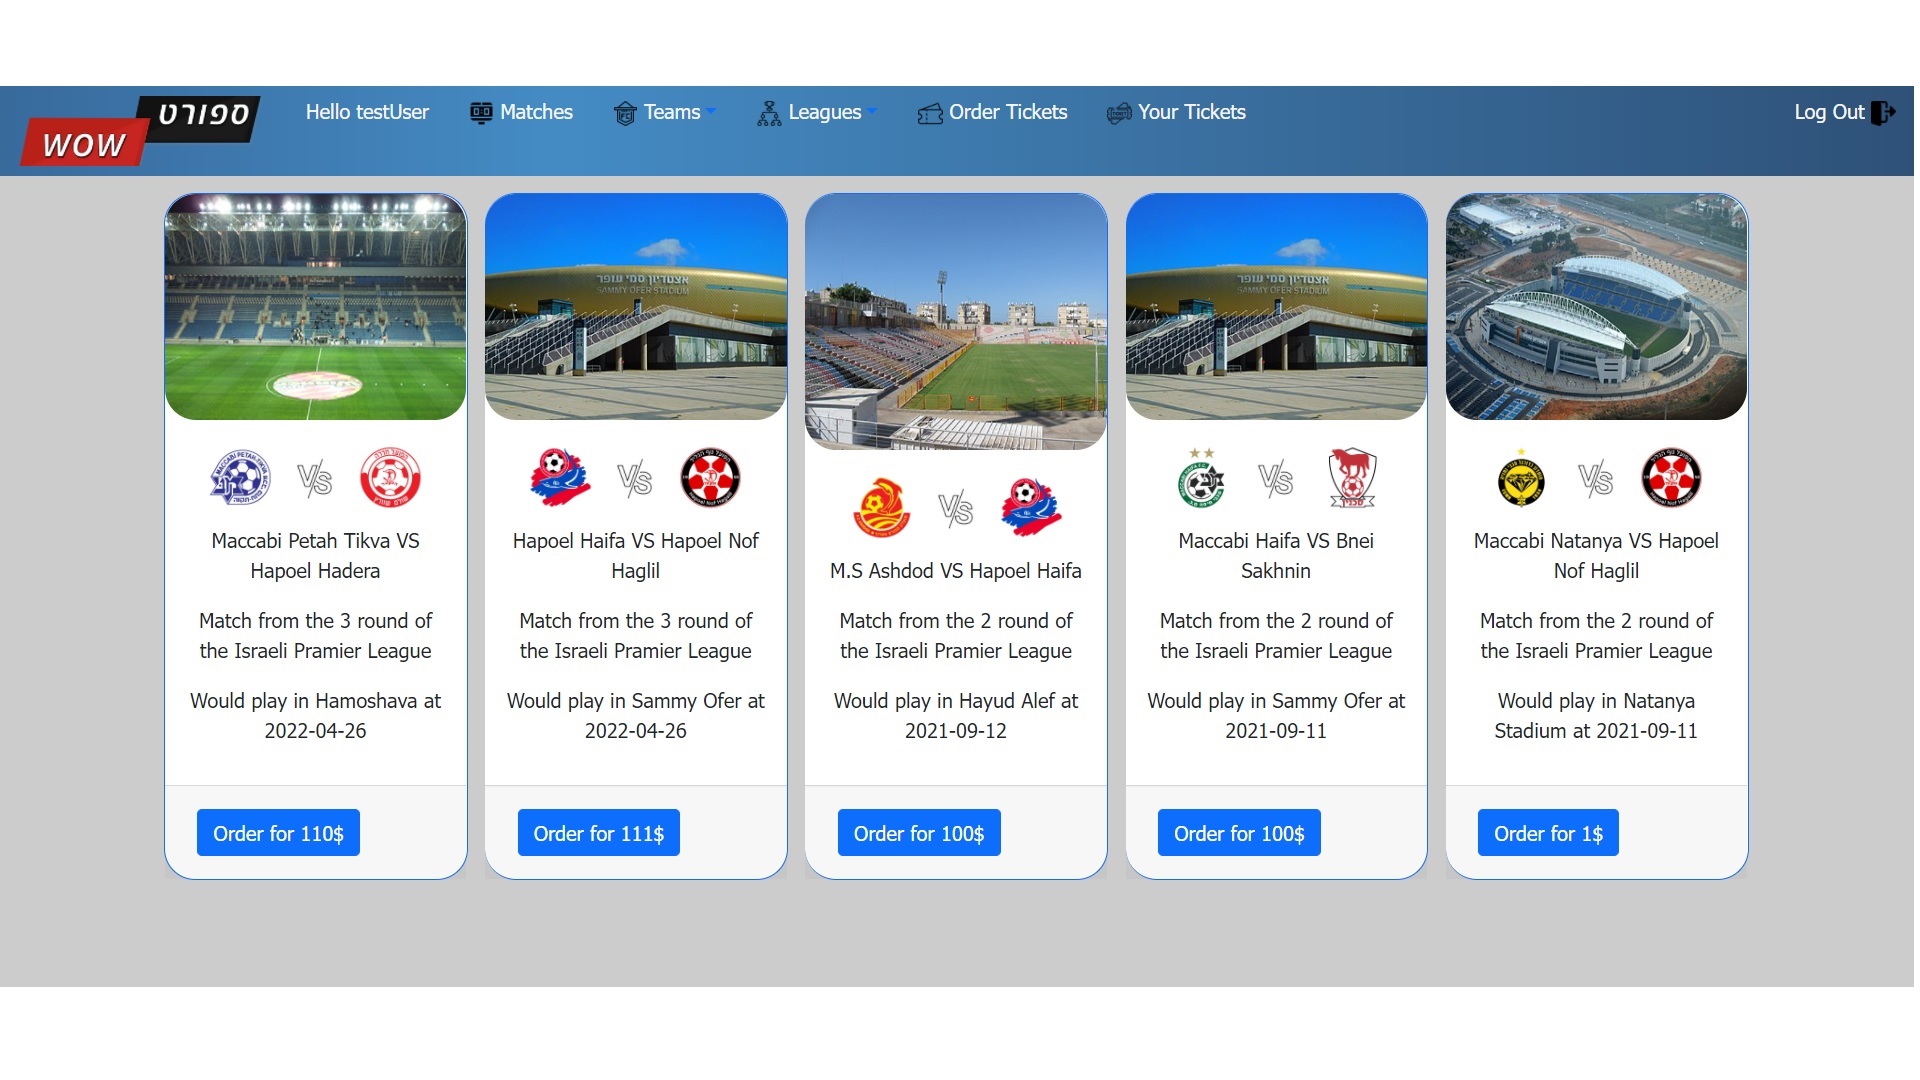 ספורט
WOW
Hello testUser
Matches
Teams
Leagues
Order Tickets
Your Tickets
Log Out
אצטדיון סמי עופר
SAMMY OFER STADIUM
אצטדיון סמי עופר
SAMMY OFER STADIUM
VS
VS
VS
VS
VS
Maccabi Petah Tikva VS
Hapoel Hadera
Match from the 3 round of
the Israeli Pramier League
Would play in Hamoshava at
2022-04-26
Order for 110$
Hapoel Haifa VS Hapoel Nof
Haglil
Match from the 3 round of
the Israeli Pramier League
Would play in Sammy Ofer at
2022-04-26
Order for 111$
M.S Ashdod VS Hapoel Haifa
Match from the 2 round of
the Israeli Pramier League
Would play in Hayud Alef at
2021-09-12
Order for 100$
Maccabi Haifa VS Bnei
Sakhnin
Match from the 2 round of
the Israeli Pramier League
Would play in Sammy Ofer at
2021-09-11
Order for 100$
Maccabi Natanya VS Hapoel
Nof Haglil
Match from the 2 round of
the Israeli Pramier League
Would play in Natanya
Stadium at 2021-09-11
Order for 1$